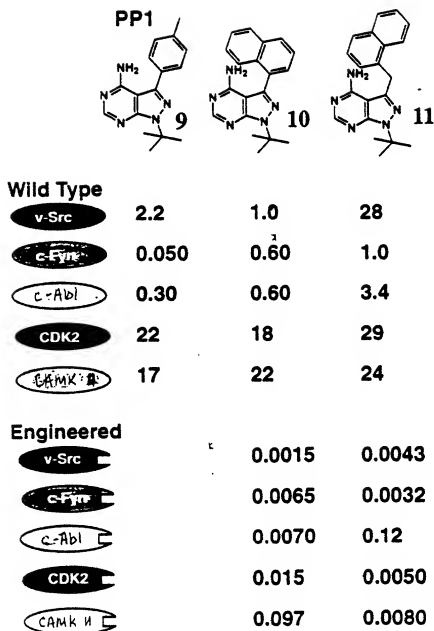 PP1
NH₂
NH₂
NH₂
N
N
N
N
N
N
N
N
N
N
N
N
9
10
11
Wild Type
v-Src 2.2 1.0 28
c-Fyn 0.050 0.60 1.0
c-Abl 0.30 0.60 3.4
CDK2 22 18 29
CAMK II 17 22 24
Engineered
v-Src 0.0015 0.0043
c-Fyn 0.0065 0.0032
c-Abl 0.0070 0.12
CDK2 0.015 0.0050
CAMK II 0.097 0.0080